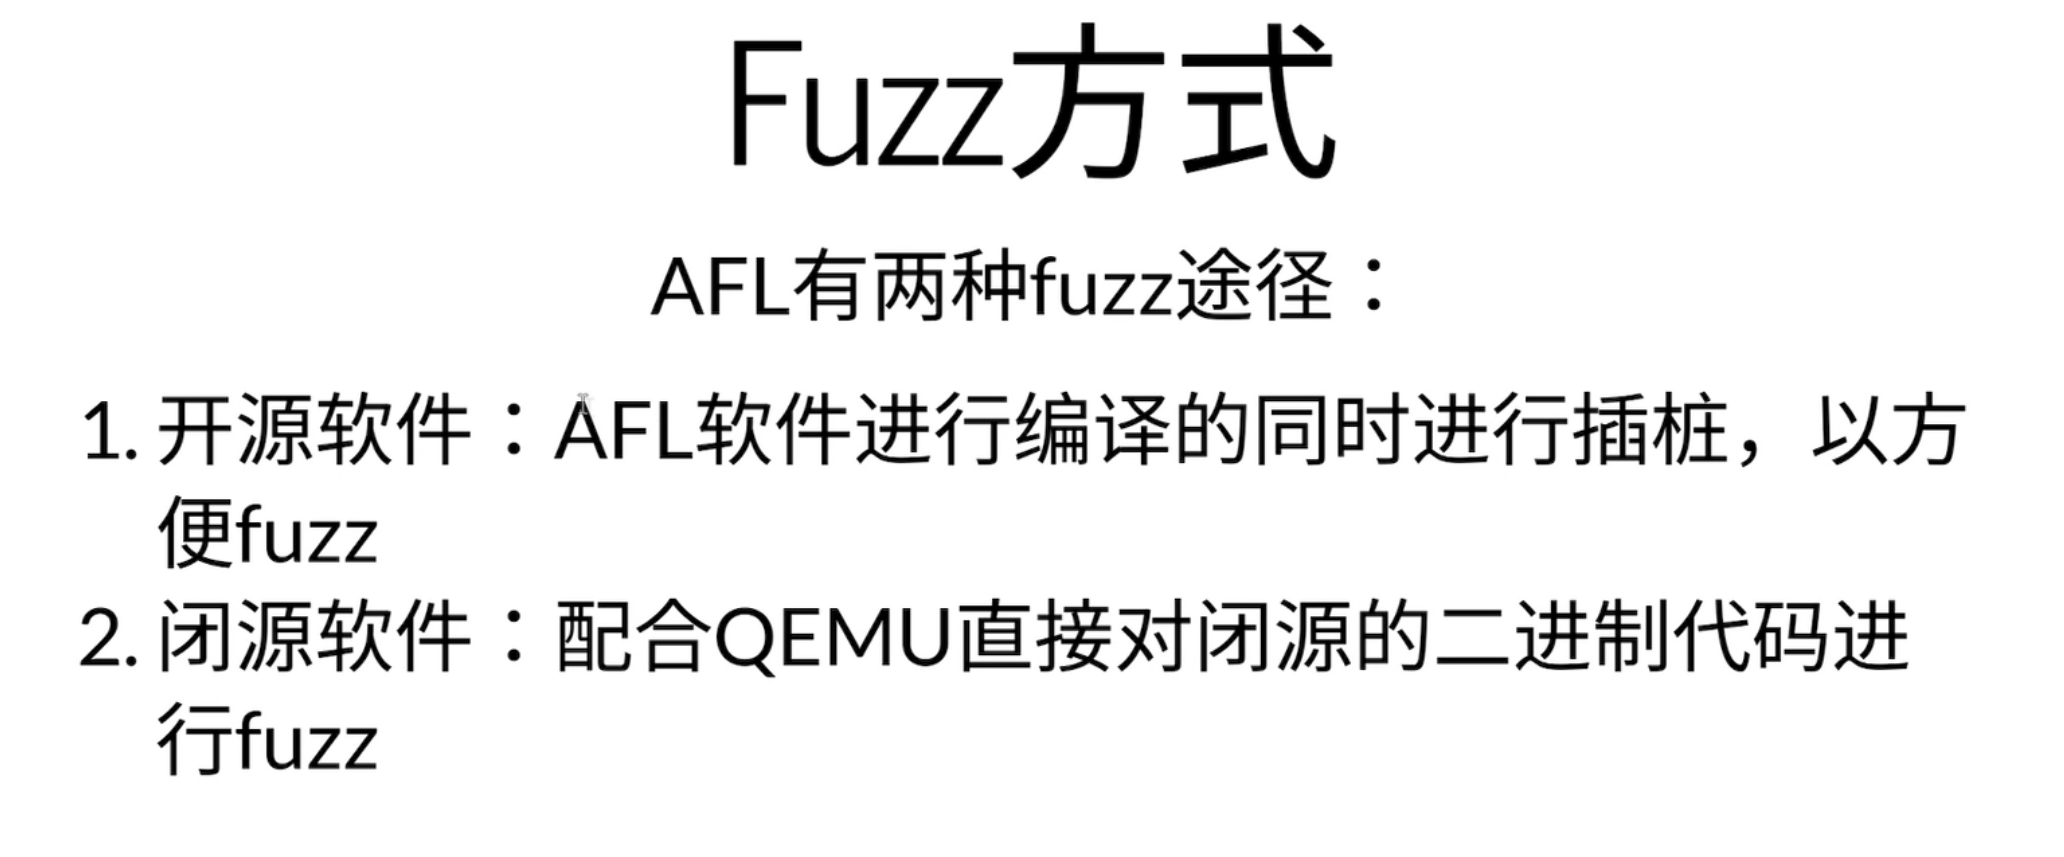 Fuzz方式
AFL有两种fuzz途径：
1. 开源软件：AFL软件进行编译的同时进行插桩，以方
便fuzz
2. 闭源软件：配合QEMU直接对闭源的二进制代码进
行fuzz